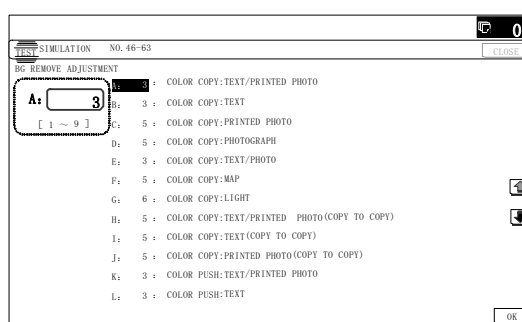 0
TEST SIMULATION NO. 46-63
CLOSE
BG REMOVE ADJUSTMENT
A: 3
[ 1 ~ 9 ]
A: 3 : COLOR COPY:TEXT/PRINTED PHOTO
B: 3 : COLOR COPY:TEXT
C: 5 : COLOR COPY:PRINTED PHOTO
D: 5 : COLOR COPY:PHOTOGRAPH
E: 3 : COLOR COPY:TEXT/PHOTO
F: 5 : COLOR COPY:MAP
G: 6 : COLOR COPY:LIGHT
H: 5 : COLOR COPY:TEXT/PRINTED PHOTO(COPY TO COPY)
I: 5 : COLOR COPY:TEXT(COPY TO COPY)
J: 5 : COLOR COPY:PRINTED PHOTO(COPY TO COPY)
K: 3 : COLOR PUSH:TEXT/PRINTED PHOTO
L: 3 : COLOR PUSH:TEXT
OK